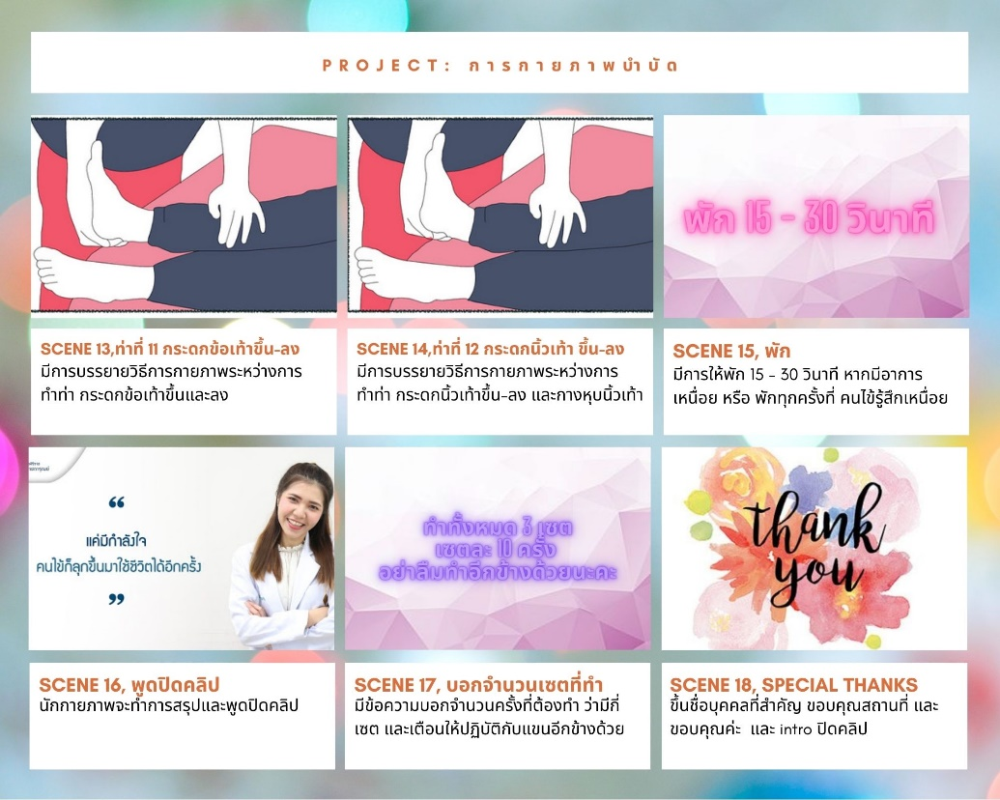 PROJECT: การกายภาพบำบัด
พัก 15 - 30 วินาที
SCENE 13,ท่าที่ 11 กระดกข้อเท้าขึ้น-ลง
มีการบรรยายวิธีการกายภาพระหว่างการ
ทำท่า กระดกข้อเท้าขึ้นและลง
SCENE 14,ท่าที่ 12 กระดกนิ้วเท้า ขึ้น-ลง
มีการบรรยายวิธีการกายภาพระหว่างการ
ทำท่า กระดกนิ้วเท้าขึ้น-ลง และกางหุบนิ้วเท้า
SCENE 15, พัก
มีการให้พัก 15 - 30 วินาที หากมีอาการ
เหนื่อย หรือ พักทุกครั้งที่ คนไข้รู้สึกเหนื่อย
“
แค่มีกำลังใจ
คนไข้ก็ลุกขึ้นมาใช้ชีวิตได้อีกครั้ง
”
ทำทั้งหมด 3 เซต
เซตละ 10 ครั้ง
อย่าลืมทำอีกข้างด้วยนะคะ
thank
you
SCENE 16, พูดปิดคลิป
นักกายภาพจะทำการสรุปและพูดปิดคลิป
SCENE 17, บอกจำนวนเซตที่ทำ
มีข้อความบอกจำนวนครั้งที่ต้องทำ ว่ามีกี่
เซต และเตือนให้ปฏิบัติกับแขนอีกข้างด้วย
SCENE 18, SPECIAL THANKS
ขึ้นชื่อบุคคลที่สำคัญ ขอบคุณสถานที่ และ
ขอบคุณค่ะ และ intro ปิดคลิป